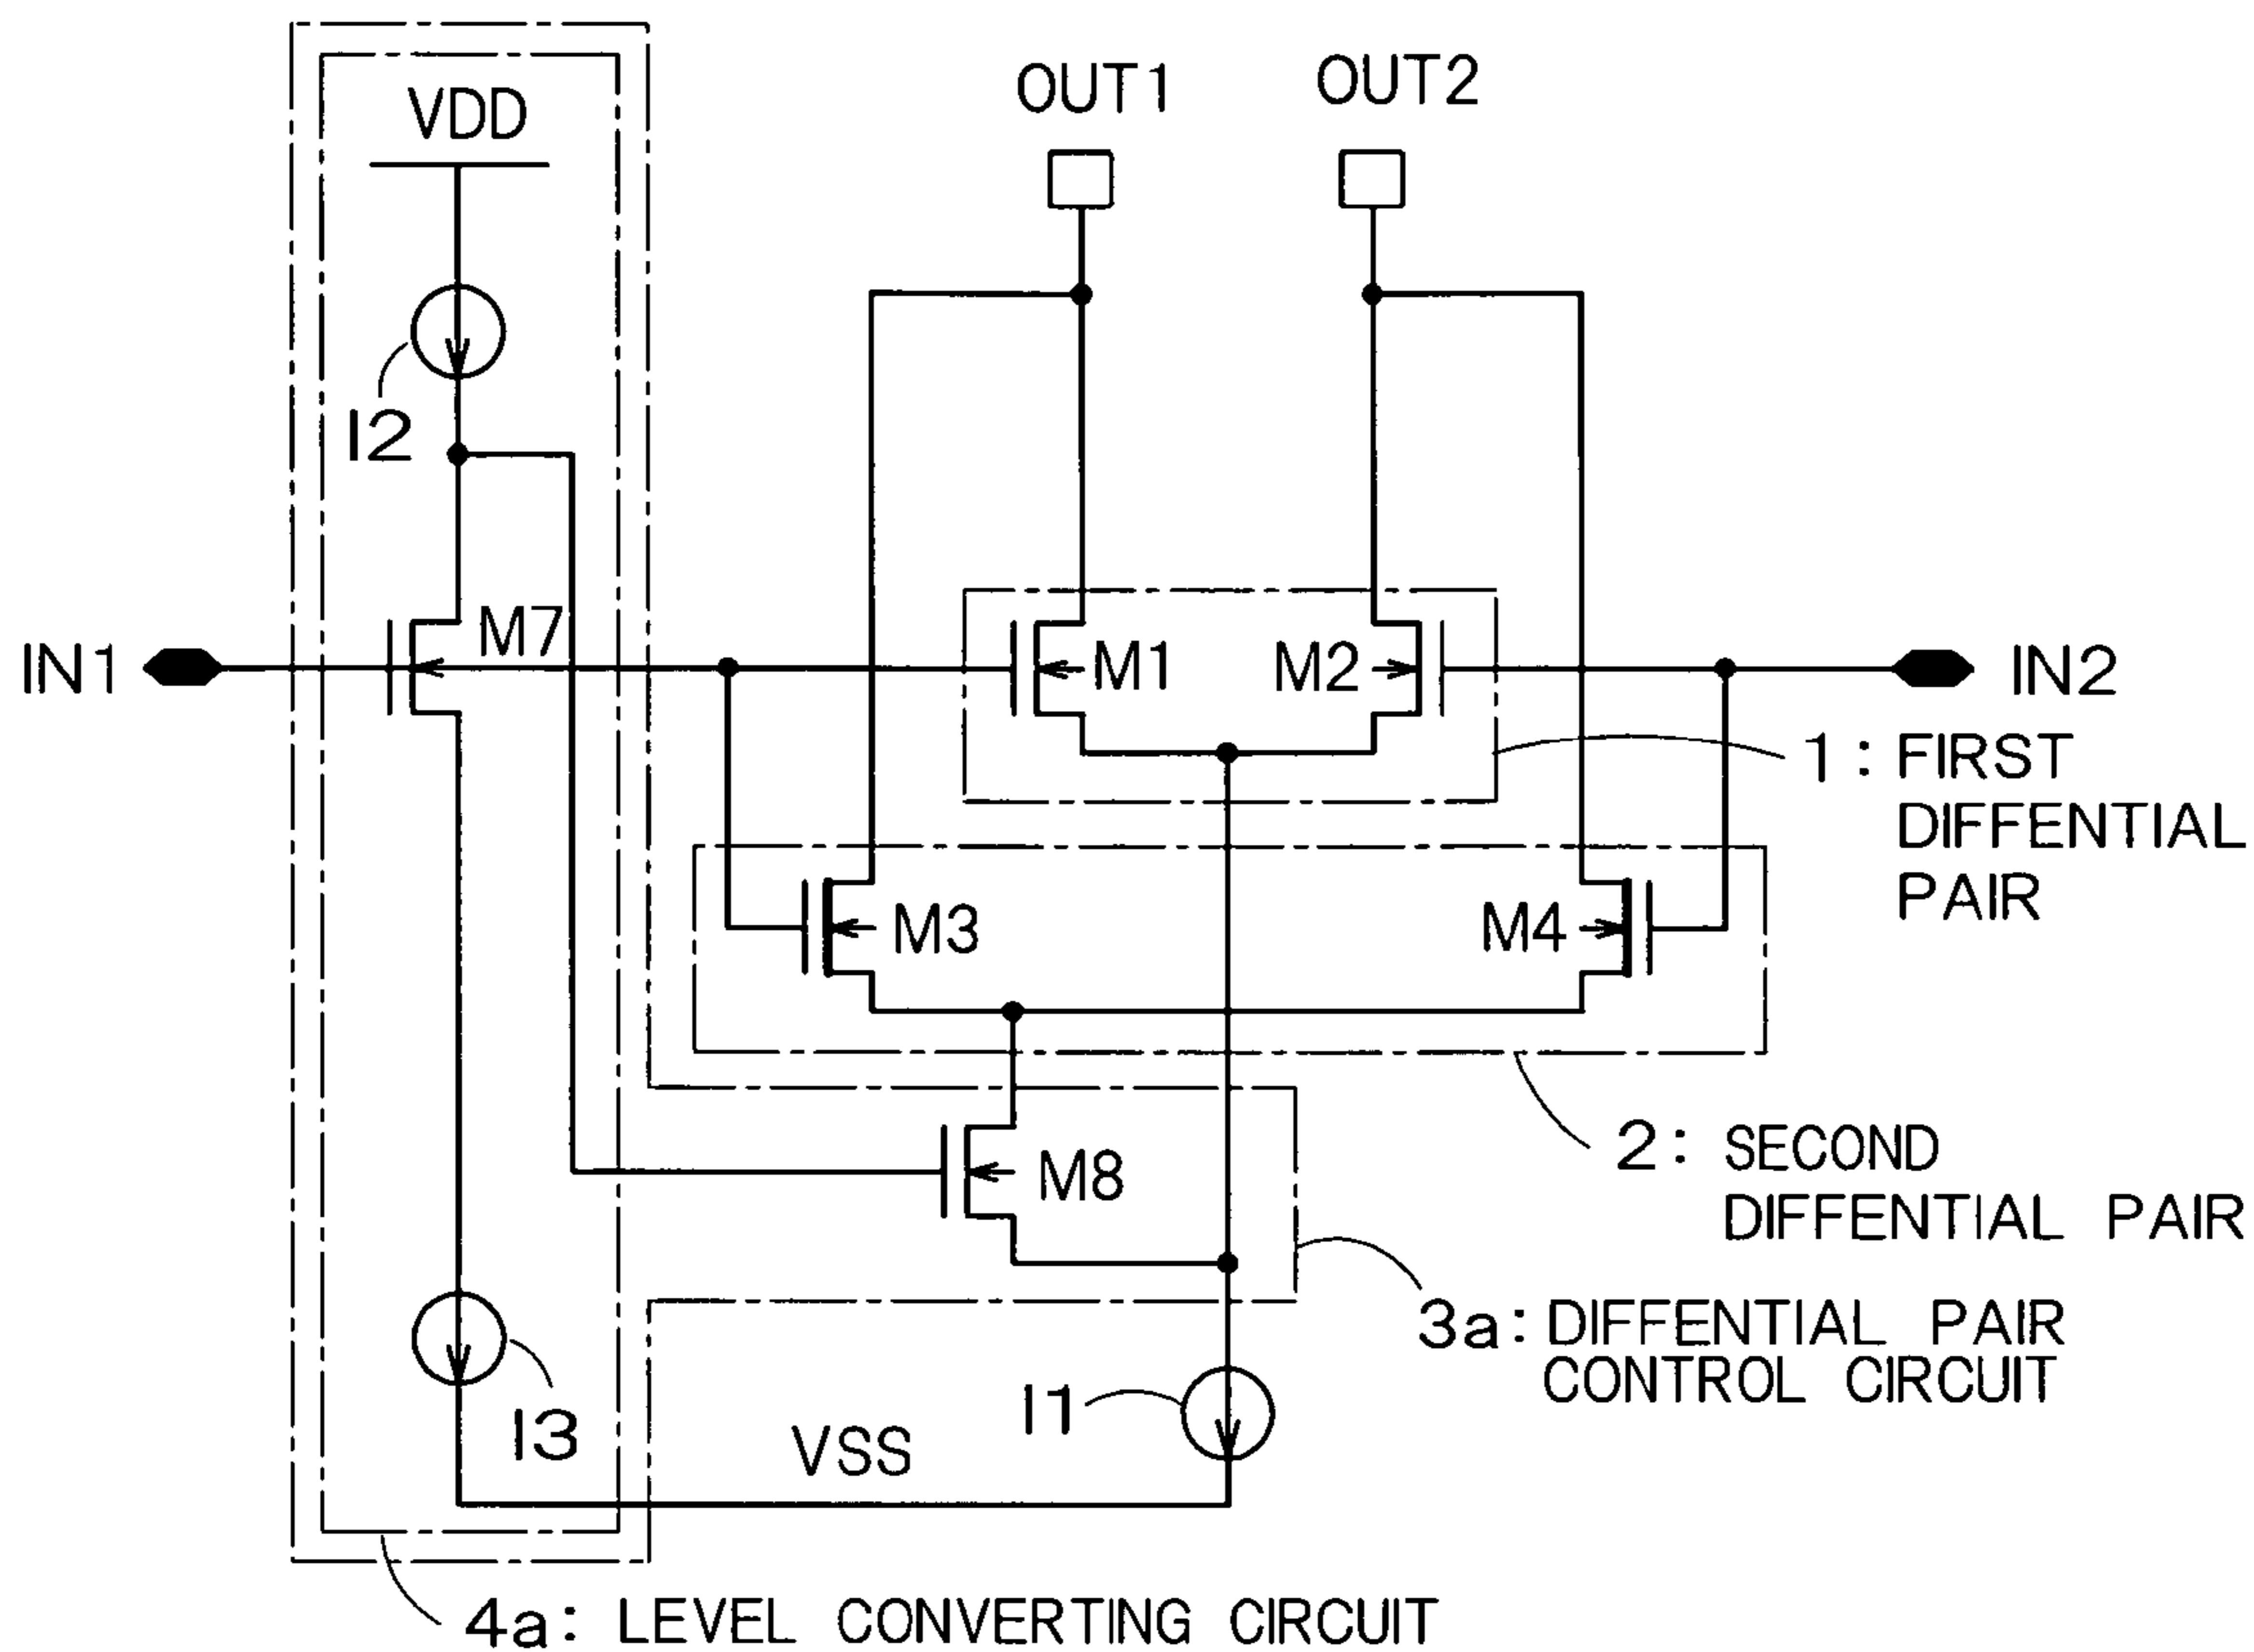 OUT1
OUT2
VDD
I2
M7
IN1
M1
M2
IN2
1: FIRST
DIFFENTIAL
PAIR
M3
M4
M8
2: SECOND
DIFFENTIAL PAIR
3a: DIFFENTIAL PAIR
CONTROL CIRCUIT
I1
I3
VSS
4a: LEVEL CONVERTING CIRCUIT